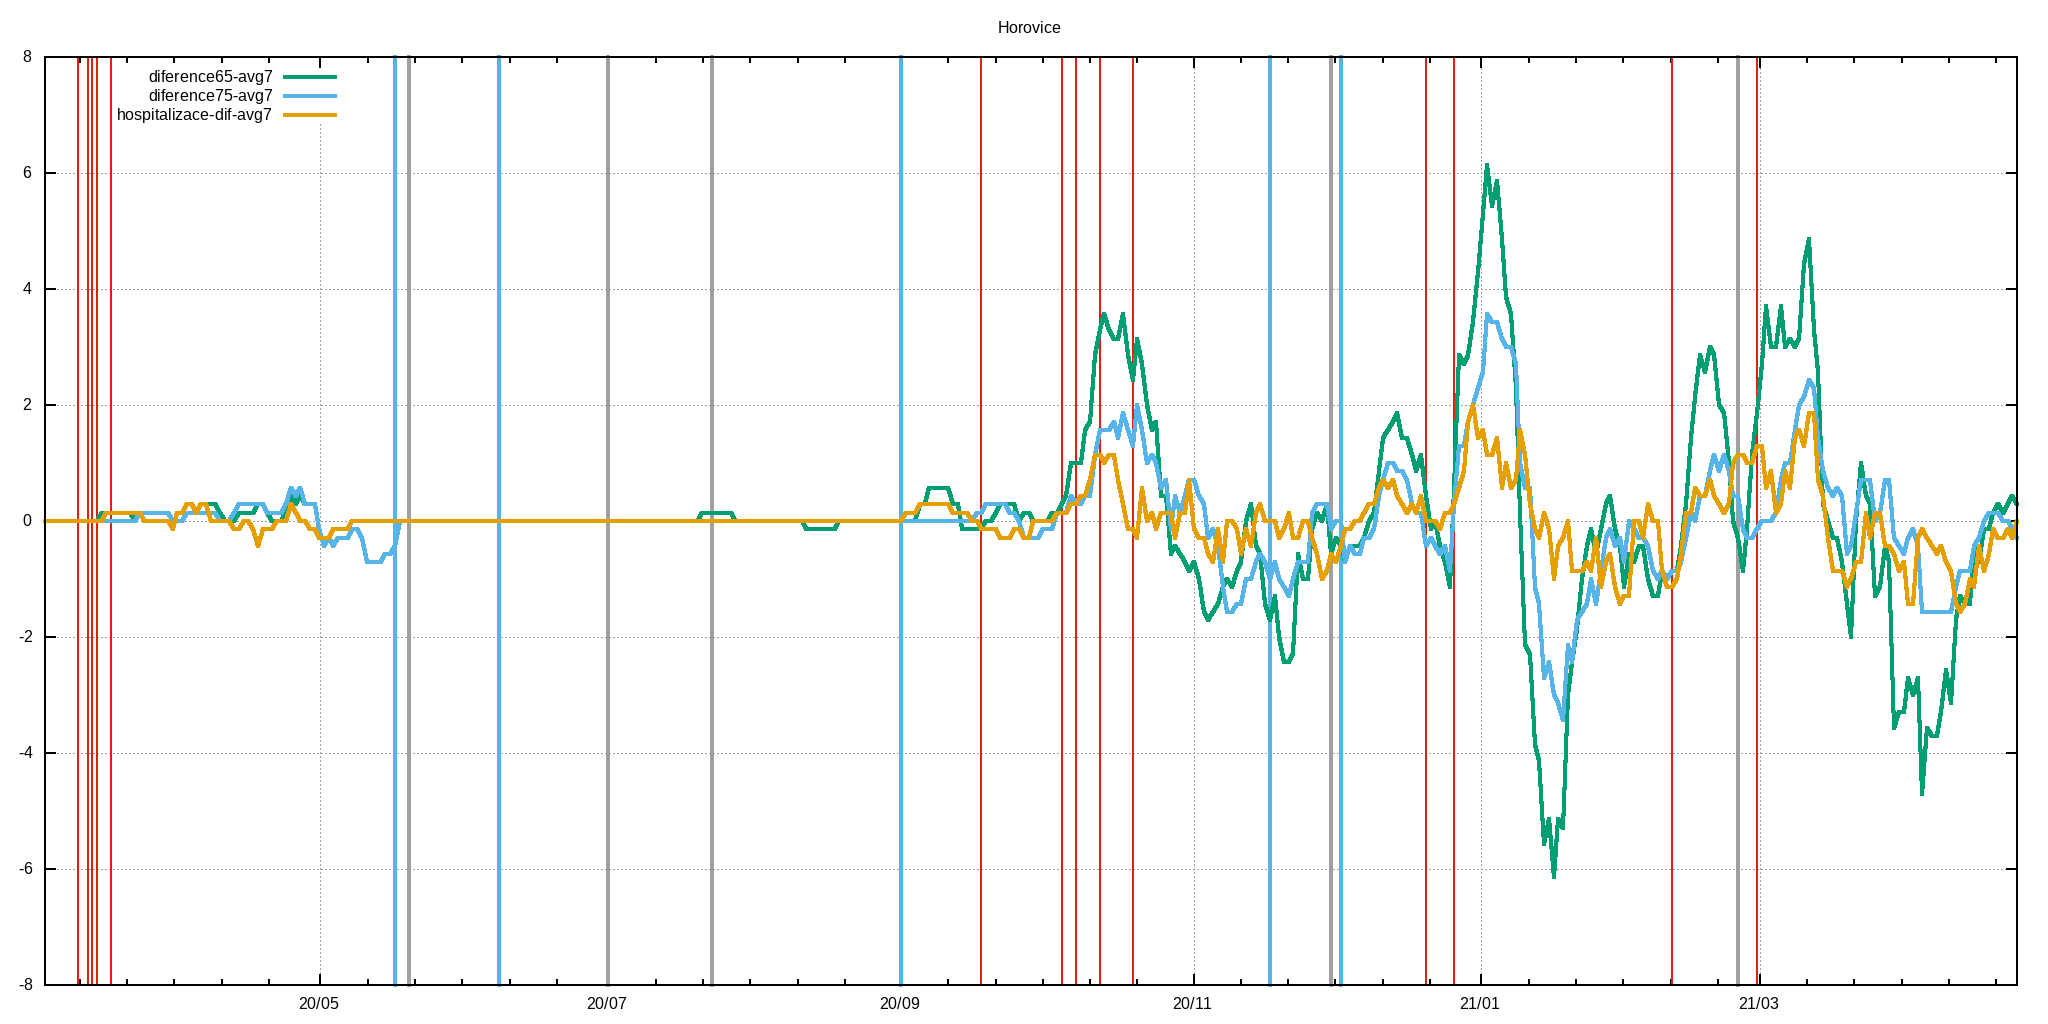 Horovice
diference65-avg7
diference75-avg7
hospitalizace-dif-avg7
8
6
4
2
0
-2
-4
-6
-8
20/05 20/07 20/09 20/11 21/01 21/03